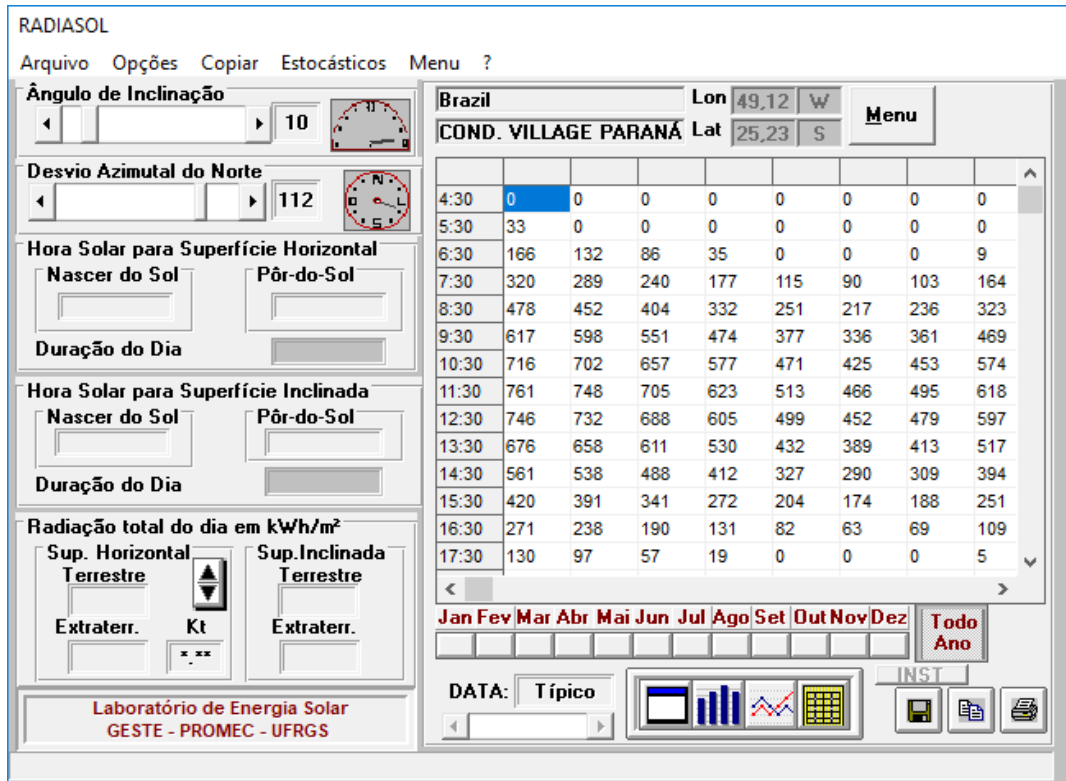 RADIASOL
Arquivo Opções Copiar Estocásticos Menu ?
Ângulo de Inclinação
10
Desvio Azimutal do Norte
112
N
L
S
O
Hora Solar para Superfície Horizontal
Nascer do Sol Pôr-do-Sol
Duração do Dia
Hora Solar para Superfície Inclinada
Nascer do Sol Pôr-do-Sol
Duração do Dia
Radiação total do dia em kWh/m²
Sup. Horizontal Sup.Inclinada
Terrestre Terrestre
Extraterr. Kt Extraterr.
*.**
Laboratório de Energia Solar
GESTE - PROMEC - UFRGS
Brazil Lon 49,12 W
COND. VILLAGE PARANÁ Lat 25,23 S
Menu
4:30 0 0 0 0 0 0 0 0
5:30 33 0 0 0 0 0 0 0
6:30 166 132 86 35 0 0 0 9
7:30 320 289 240 177 115 90 103 164
8:30 478 452 404 332 251 217 236 323
9:30 617 598 551 474 377 336 361 469
10:30 716 702 657 577 471 425 453 574
11:30 761 748 705 623 513 466 495 618
12:30 746 732 688 605 499 452 479 597
13:30 676 658 611 530 432 389 413 517
14:30 561 538 488 412 327 290 309 394
15:30 420 391 341 272 204 174 188 251
16:30 271 238 190 131 82 63 69 109
17:30 130 97 57 19 0 0 0 5
Jan Fev Mar Abr Mai Jun Jul Ago Set Out Nov Dez
Todo
Ano
INST
DATA: Típico